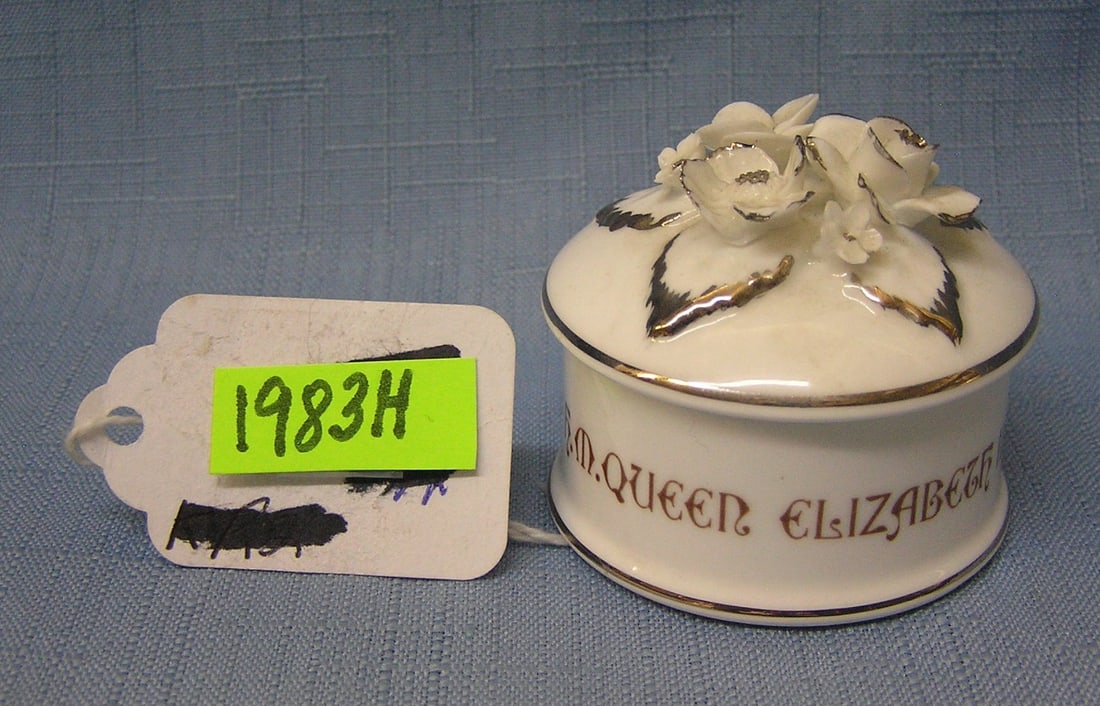 1983H
H.M. QUEEN ELIZABETH